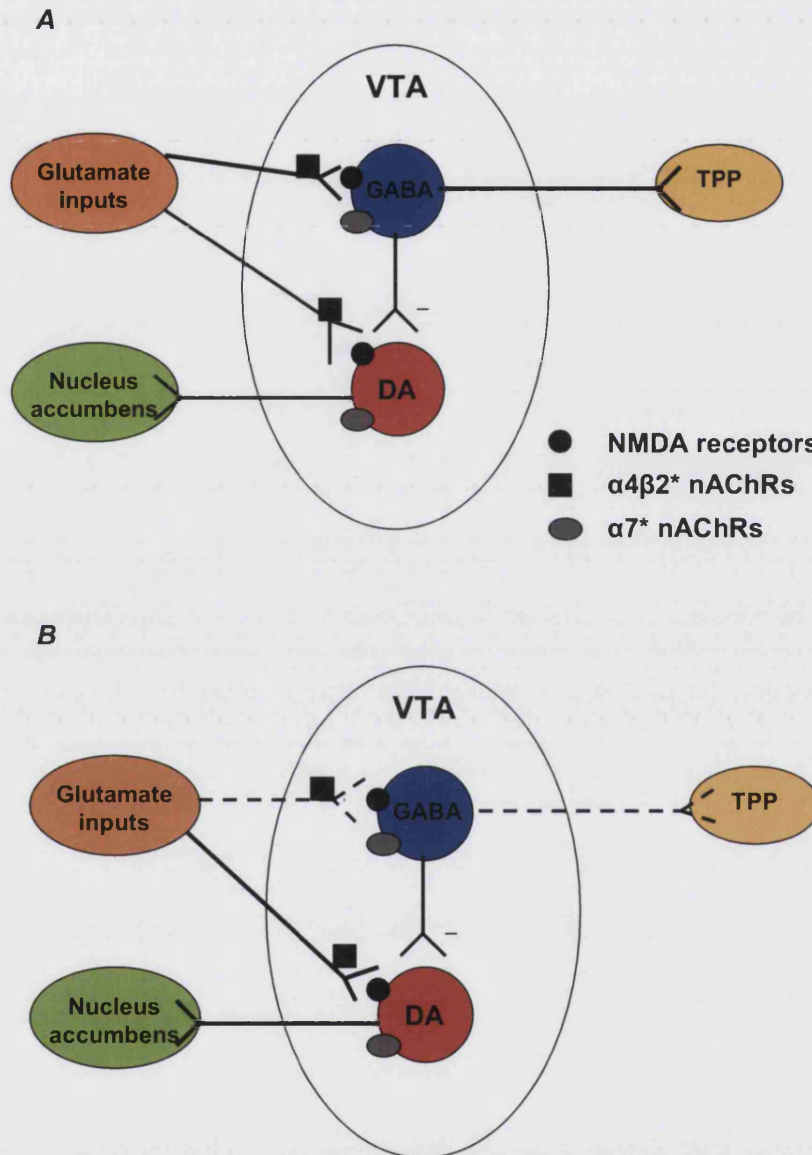 A
VTA
Glutamate
inputs
GABA
TPP
–
Nucleus
accumbens
DA
NMDA receptors
α4β2* nAChRs
α7* nAChRs
B
VTA
Glutamate
inputs
GABA
TPP
–
Nucleus
accumbens
DA